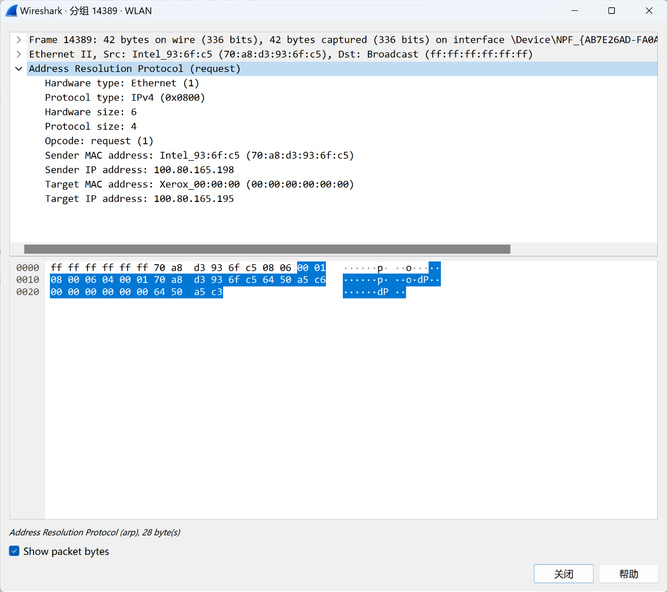 Wireshark · 分组 14389 · WLAN
Frame 14389: 42 bytes on wire (336 bits), 42 bytes captured (336 bits) on interface \Device\NPF_{AB7E26AD-FA0A
Ethernet II, Src: Intel_93:6f:c5 (70:a8:d3:93:6f:c5), Dst: Broadcast (ff:ff:ff:ff:ff:ff)
Address Resolution Protocol (request)
Hardware type: Ethernet (1)
Protocol type: IPv4 (0x0800)
Hardware size: 6
Protocol size: 4
Opcode: request (1)
Sender MAC address: Intel_93:6f:c5 (70:a8:d3:93:6f:c5)
Sender IP address: 100.80.165.198
Target MAC address: Xerox_00:00:00 (00:00:00:00:00:00)
Target IP address: 100.80.165.195
0000 ff ff ff ff ff ff 70 a8 d3 93 6f c5 08 06 00 01 ······p· ··o·····
0010 08 00 06 04 00 01 70 a8 d3 93 6f c5 64 50 a5 c6 ······p· ··o·dP··
0020 00 00 00 00 00 00 64 50 a5 c3 ······dP ··
Address Resolution Protocol (arp), 28 byte(s)
Show packet bytes
关闭 帮助